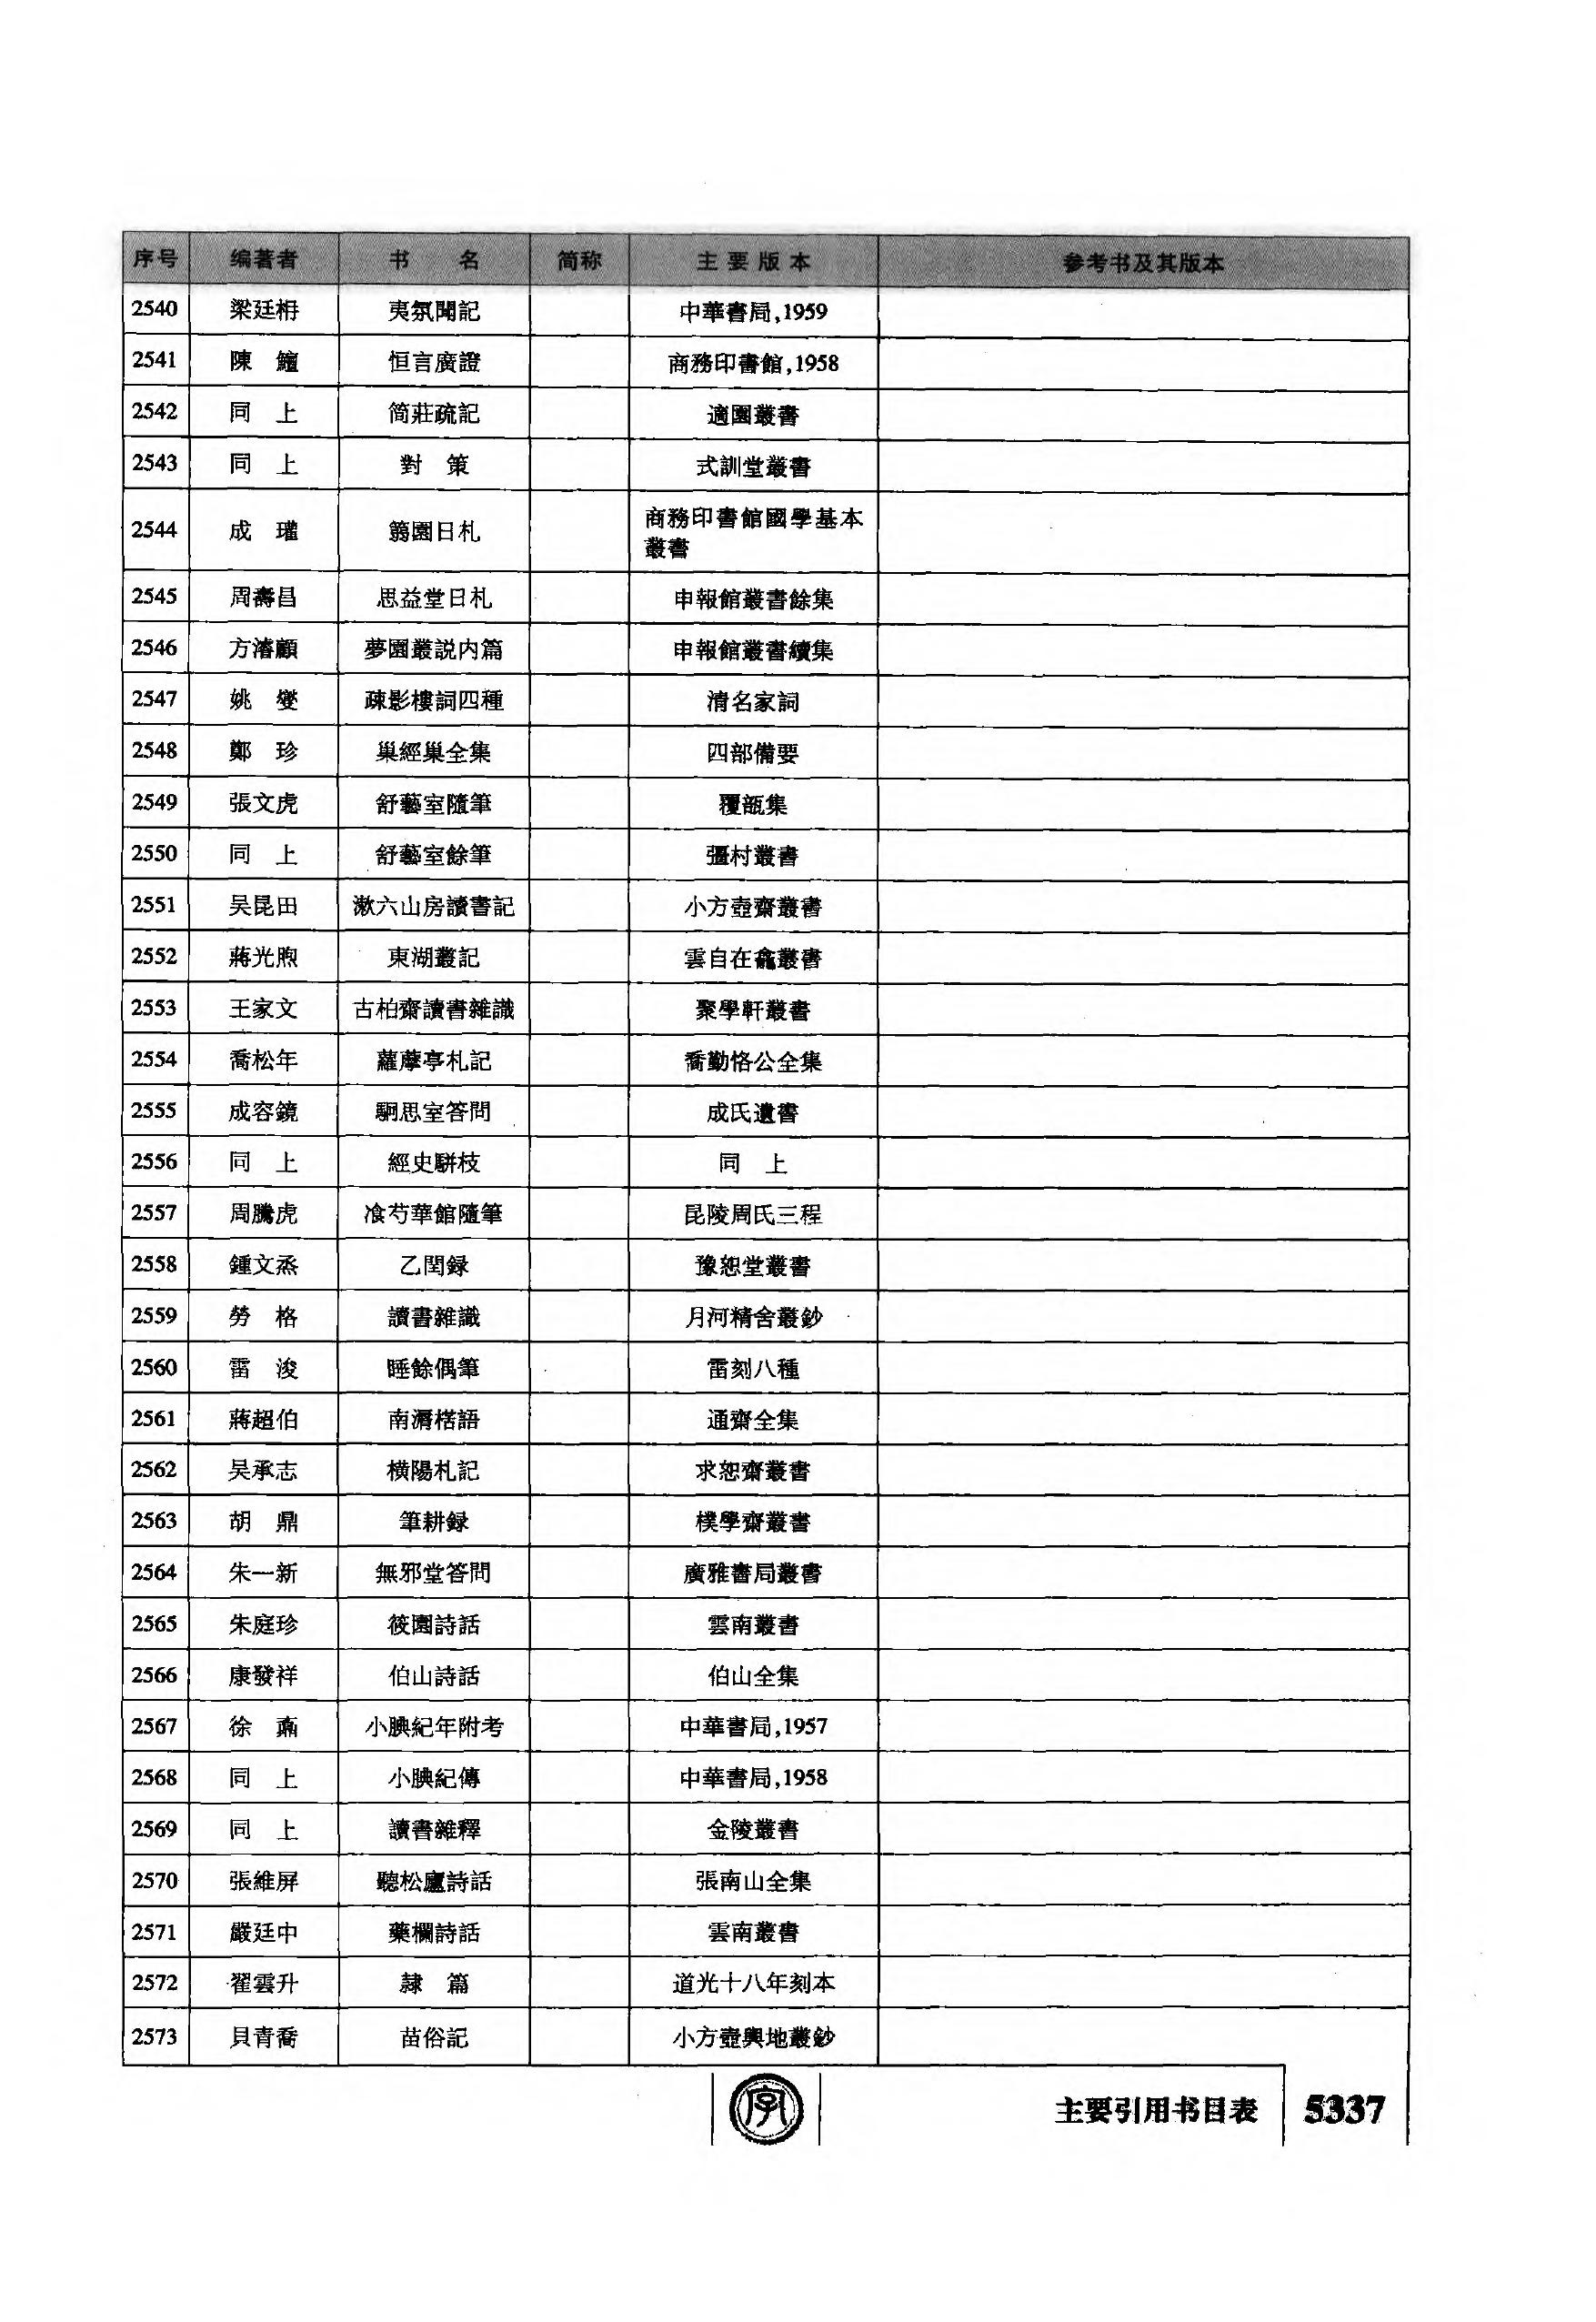 序号 编著者 书 名 简称 主要版本 参考书及其版本
2540 梁廷枏 夷氛聞記 中華書局,1959
2541 陳 鱣 恒言廣證 商務印書館,1958
2542 同 上 简莊疏記 適園叢書
2543 同 上 對 策 式訓堂叢書
2544 成 瓘 篛園日札 商務印書館國學基本
叢書
2545 周壽昌 思益堂日札 申報館叢書餘集
2546 方濬頤 夢園叢説内篇 申報館叢書續集
2547 姚 燮 疎影樓詞四種 清名家詞
2548 鄭 珍 巢經巢全集 四部備要
2549 張文虎 舒藝室隨筆 覆瓿集
2550 同 上 舒藝室餘筆 彊村叢書
2551 吴昆田 漱六山房讀書記 小方壺齋叢書
2552 蔣光煦 東湖叢記 雲自在龕叢書
2553 王家文 古柏齋讀書雜識 聚學軒叢書
2554 喬松年 蘿藦亭札記 喬勤恪公全集
2555 成容鏡 駉思室答問 成氏遺書
2556 同 上 經史駢枝 同 上
2557 周騰虎 飡芍華館隨筆 昆陵周氏三程
2558 鍾文烝 乙閏録 豫恕堂叢書
2559 勞 格 讀書雜識 月河精舍叢鈔
2560 雷 浚 睡餘偶筆 雷刻八種
2561 蔣超伯 南漘楛語 通齋全集
2562 吴承志 横陽札記 求恕齋叢書
2563 胡 鼎 筆耕録 樸學齋叢書
2564 朱一新 無邪堂答問 廣雅書局叢書
2565 朱庭珍 筱園詩話 雲南叢書
2566 康發祥 伯山詩話 伯山全集
2567 徐 鼒 小腆紀年附考 中華書局,1957
2568 同 上 小腆紀傳 中華書局,1958
2569 同 上 讀書雜釋 金陵叢書
2570 張維屏 聽松廬詩話 張南山全集
2571 嚴廷中 藥欄詩話 雲南叢書
2572 翟雲升 隸 篇 道光十八年刻本
2573 貝青喬 苗俗記 小方壺輿地叢鈔
字
主要引用书目表 5337